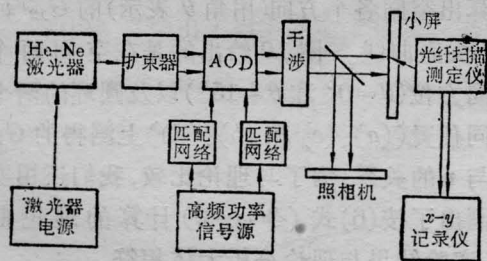 小屏
He-Ne
激光器
扩束器
AOD
干涉
光纤扫描
测定仪
匹配
网络
匹配
网络
照相机
激光器
电源
高频功率
信号源
x-y
记录仪